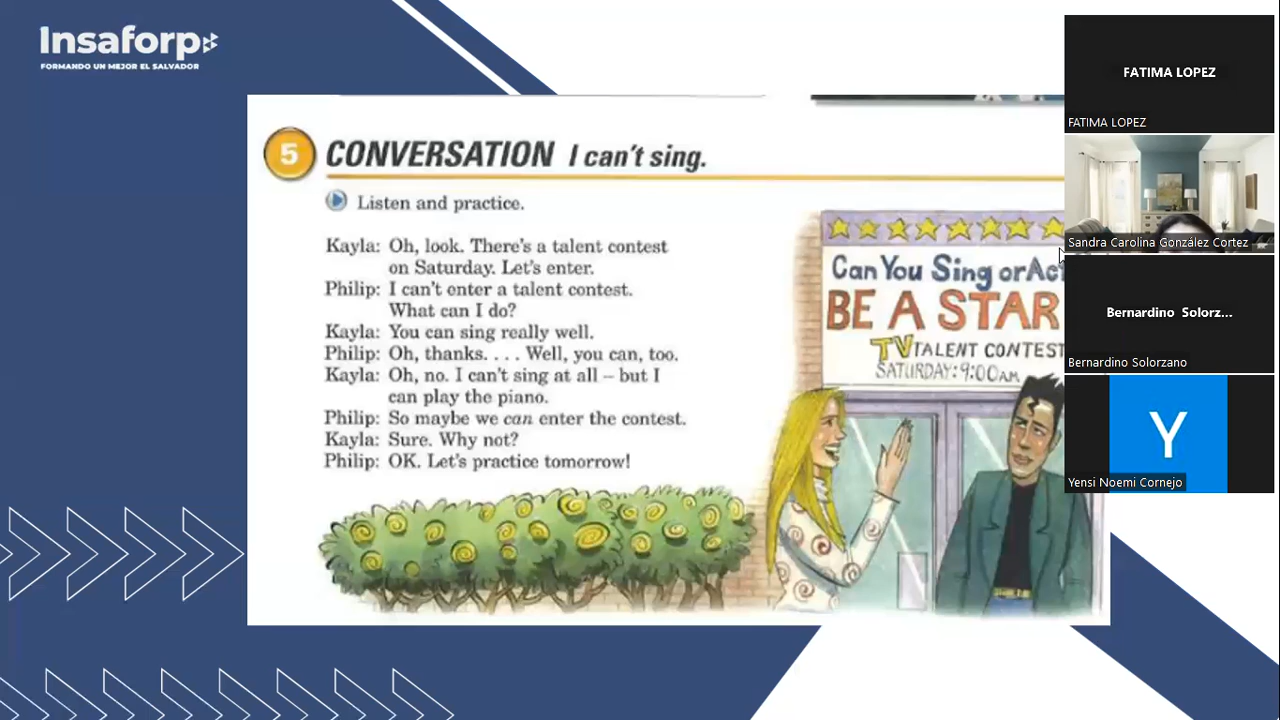 Insaforp
FORMANDO UN MEJOR EL SALVADOR
5 CONVERSATION I can't sing.
Listen and practice.
Kayla: Oh, look. There's a talent contest
on Saturday. Let's enter.
Philip: I can't enter a talent contest.
What can I do?
Kayla: You can sing really well.
Philip: Oh, thanks. . . . Well, you can, too.
Kayla: Oh, no. I can't sing at all – but I
can play the piano.
Philip: So maybe we can enter the contest.
Kayla: Sure. Why not?
Philip: OK. Let's practice tomorrow!
Can You Sing or Act
BE A STAR
TV TALENT CONTEST
SATURDAY: 9:00 AM
FATIMA LOPEZ
FATIMA LOPEZ
Sandra Carolina González Cortez
Bernardino Solorz...
Bernardino Solorzano
Y
Yensi Noemi Cornejo